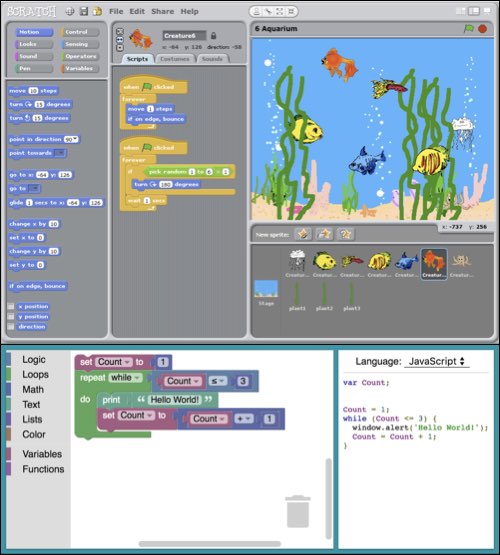 SCRATCH File Edit Share Help
Motion Control
Looks Sensing
Sound Operators
Pen Variables
move 10 steps
turn 15 degrees
turn 15 degrees
point in direction 90
point towards
go to x: -64 y: 126
go to
glide 1 secs to x: -64 y: 126
change x by 10
set x to 0
change y by 10
set y to 0
if on edge, bounce
x position
y position
direction
Creature6
x: -64 y: 126 direction: -58
Scripts Costumes Sounds
when clicked
forever
move 1 steps
if on edge, bounce
when clicked
forever
if pick random 1 to 6 = 1
turn 180 degrees
wait 1 secs
6 Aquarium
x: -737 y: 256
New sprite:
Creatur... Creatur... Creatur... Creatur... Creatur... Creatur... Creatur...
Stage
plant1 plant2 plant3
Logic
Loops
Math
Text
Lists
Color
Variables
Functions
set Count to 1
repeat while Count ≤ 3
do print “ Hello World! ”
set Count to Count + 1
Language: JavaScript
var Count;
Count = 1;
while (Count <= 3) {
window.alert('Hello World!');
Count = Count + 1;
}